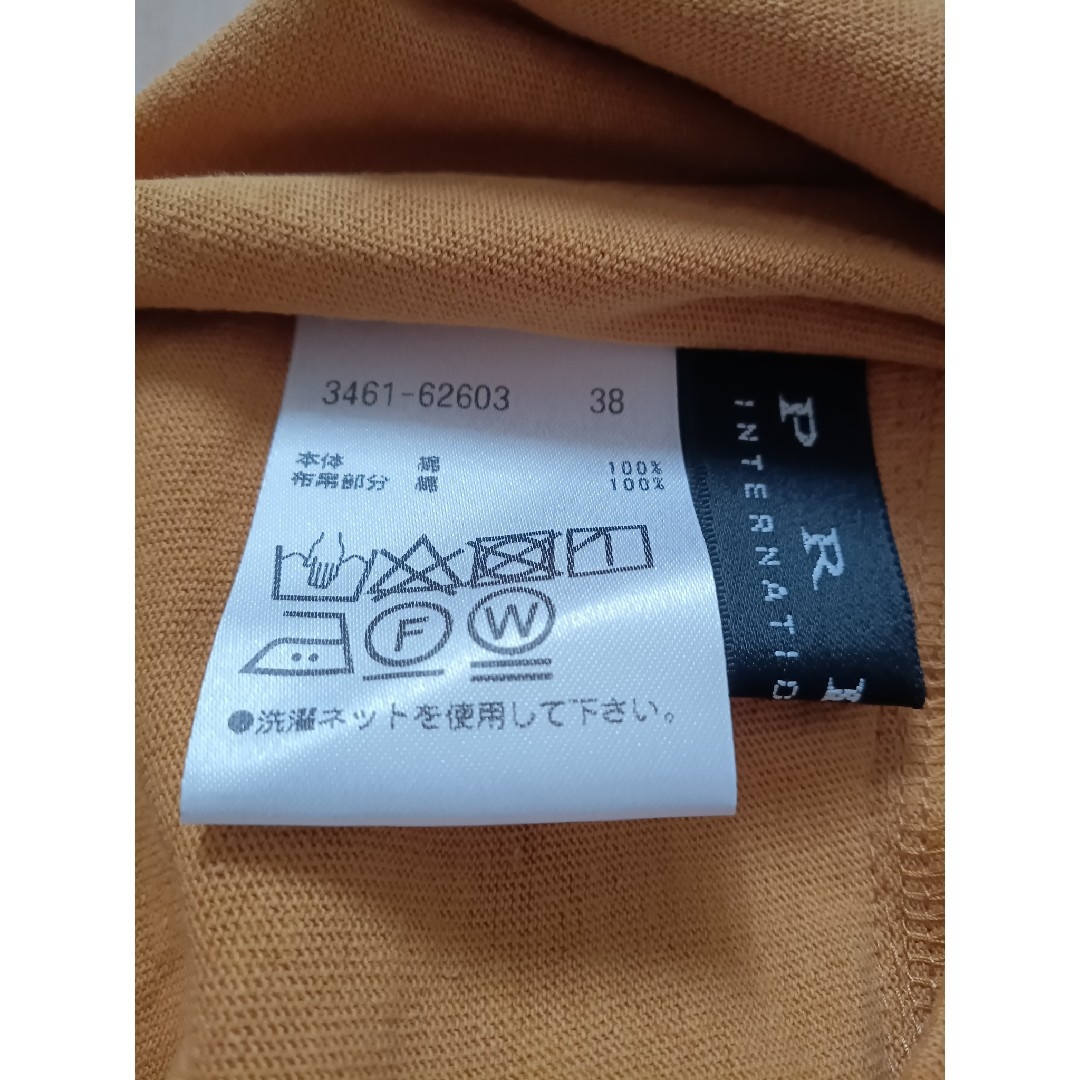 3461-62603 38
本体 綿 100%
布帛部分 綿 100%
F W
●洗濯ネットを使用して下さい。
P R
INTERNATIO